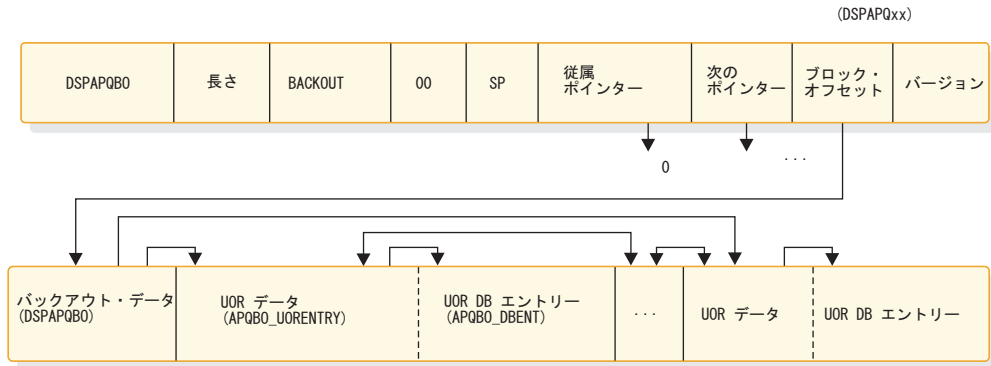 (DSPAPQxx)
DSPAPQBO
長さ
BACKOUT
00
SP
従属
ポインター
次の
ポインター
ブロック・
オフセット
バージョン
0
...
バックアウト・データ
(DSPAPQBO)
UOR データ
(APQBO_UORENTRY)
UOR DB エントリー
(APQBO_DBENT)
...
UOR データ
UOR DB エントリー